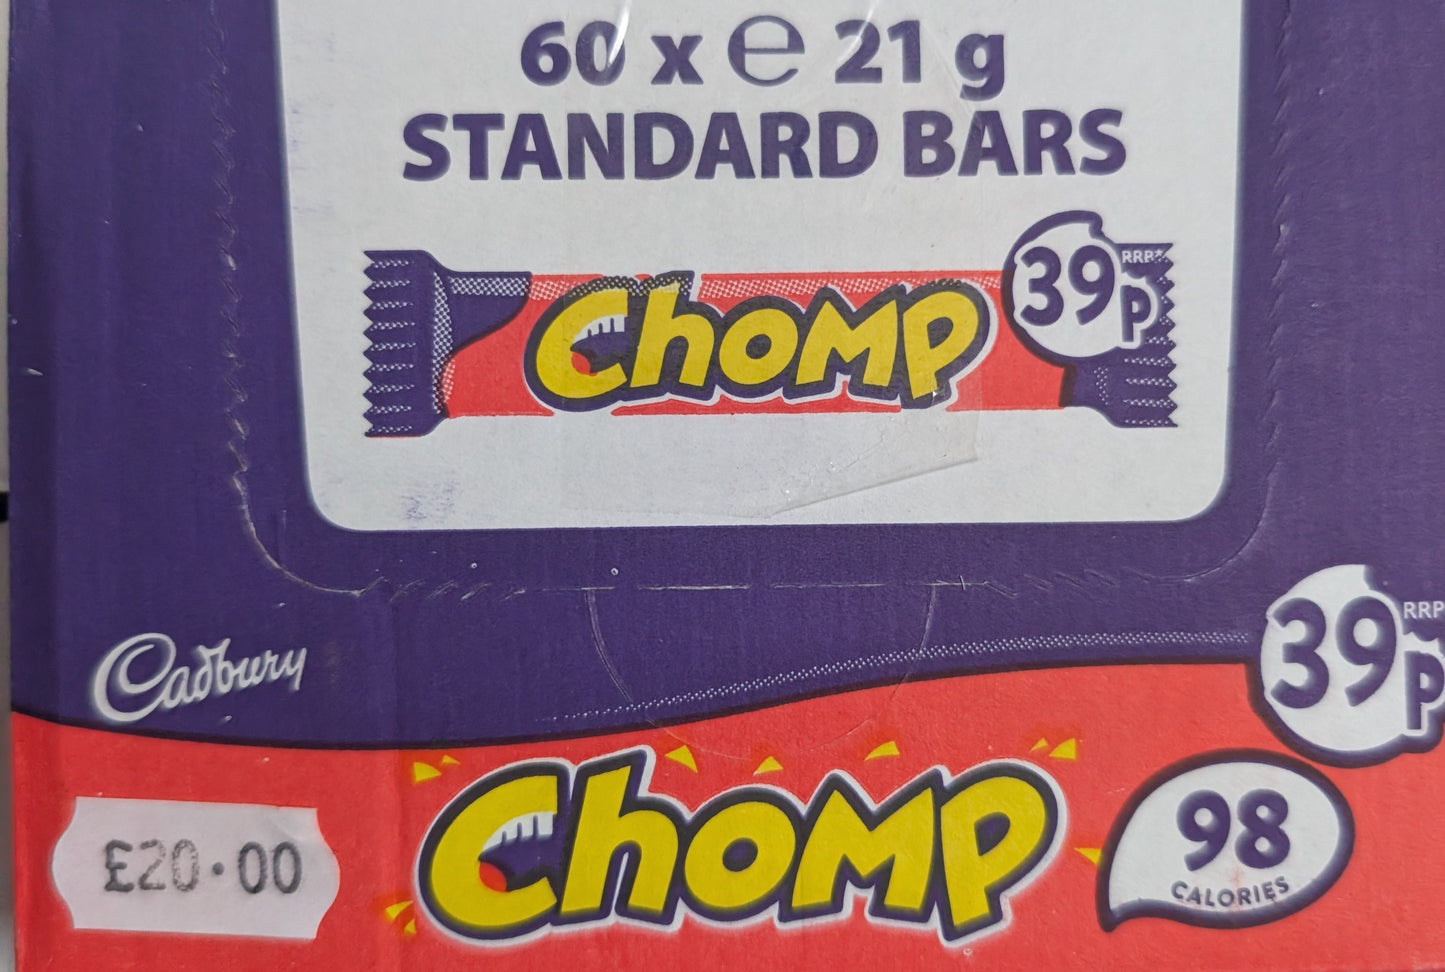 60 x ℮ 21 g
STANDARD BARS
Chomp
39p RRP*
Cadbury
39p RRP
Chomp
98
CALORIES
£20.00